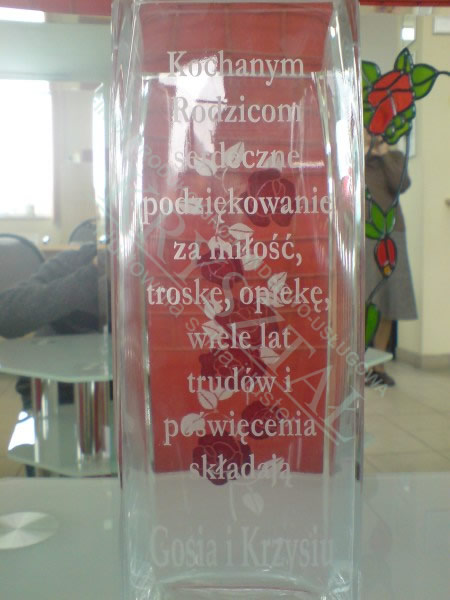 Kochanym
Rodzicom
serdeczne
podziękowanie
za miłość,
troskę, opiekę,
wiele lat
trudów i
poświęcenia
składają
Gosia i Krzysiu